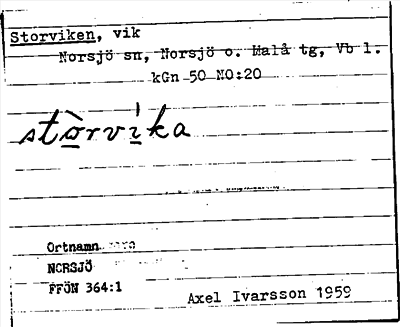 Storviken, vik
Norsjö sn, Norsjö o. Malå tg, Vb l.
kGn 50 NO:20
stòrvíka
Ortnamn
NORSJÖ
FFÖN 364:1
Axel Ivarsson 1959